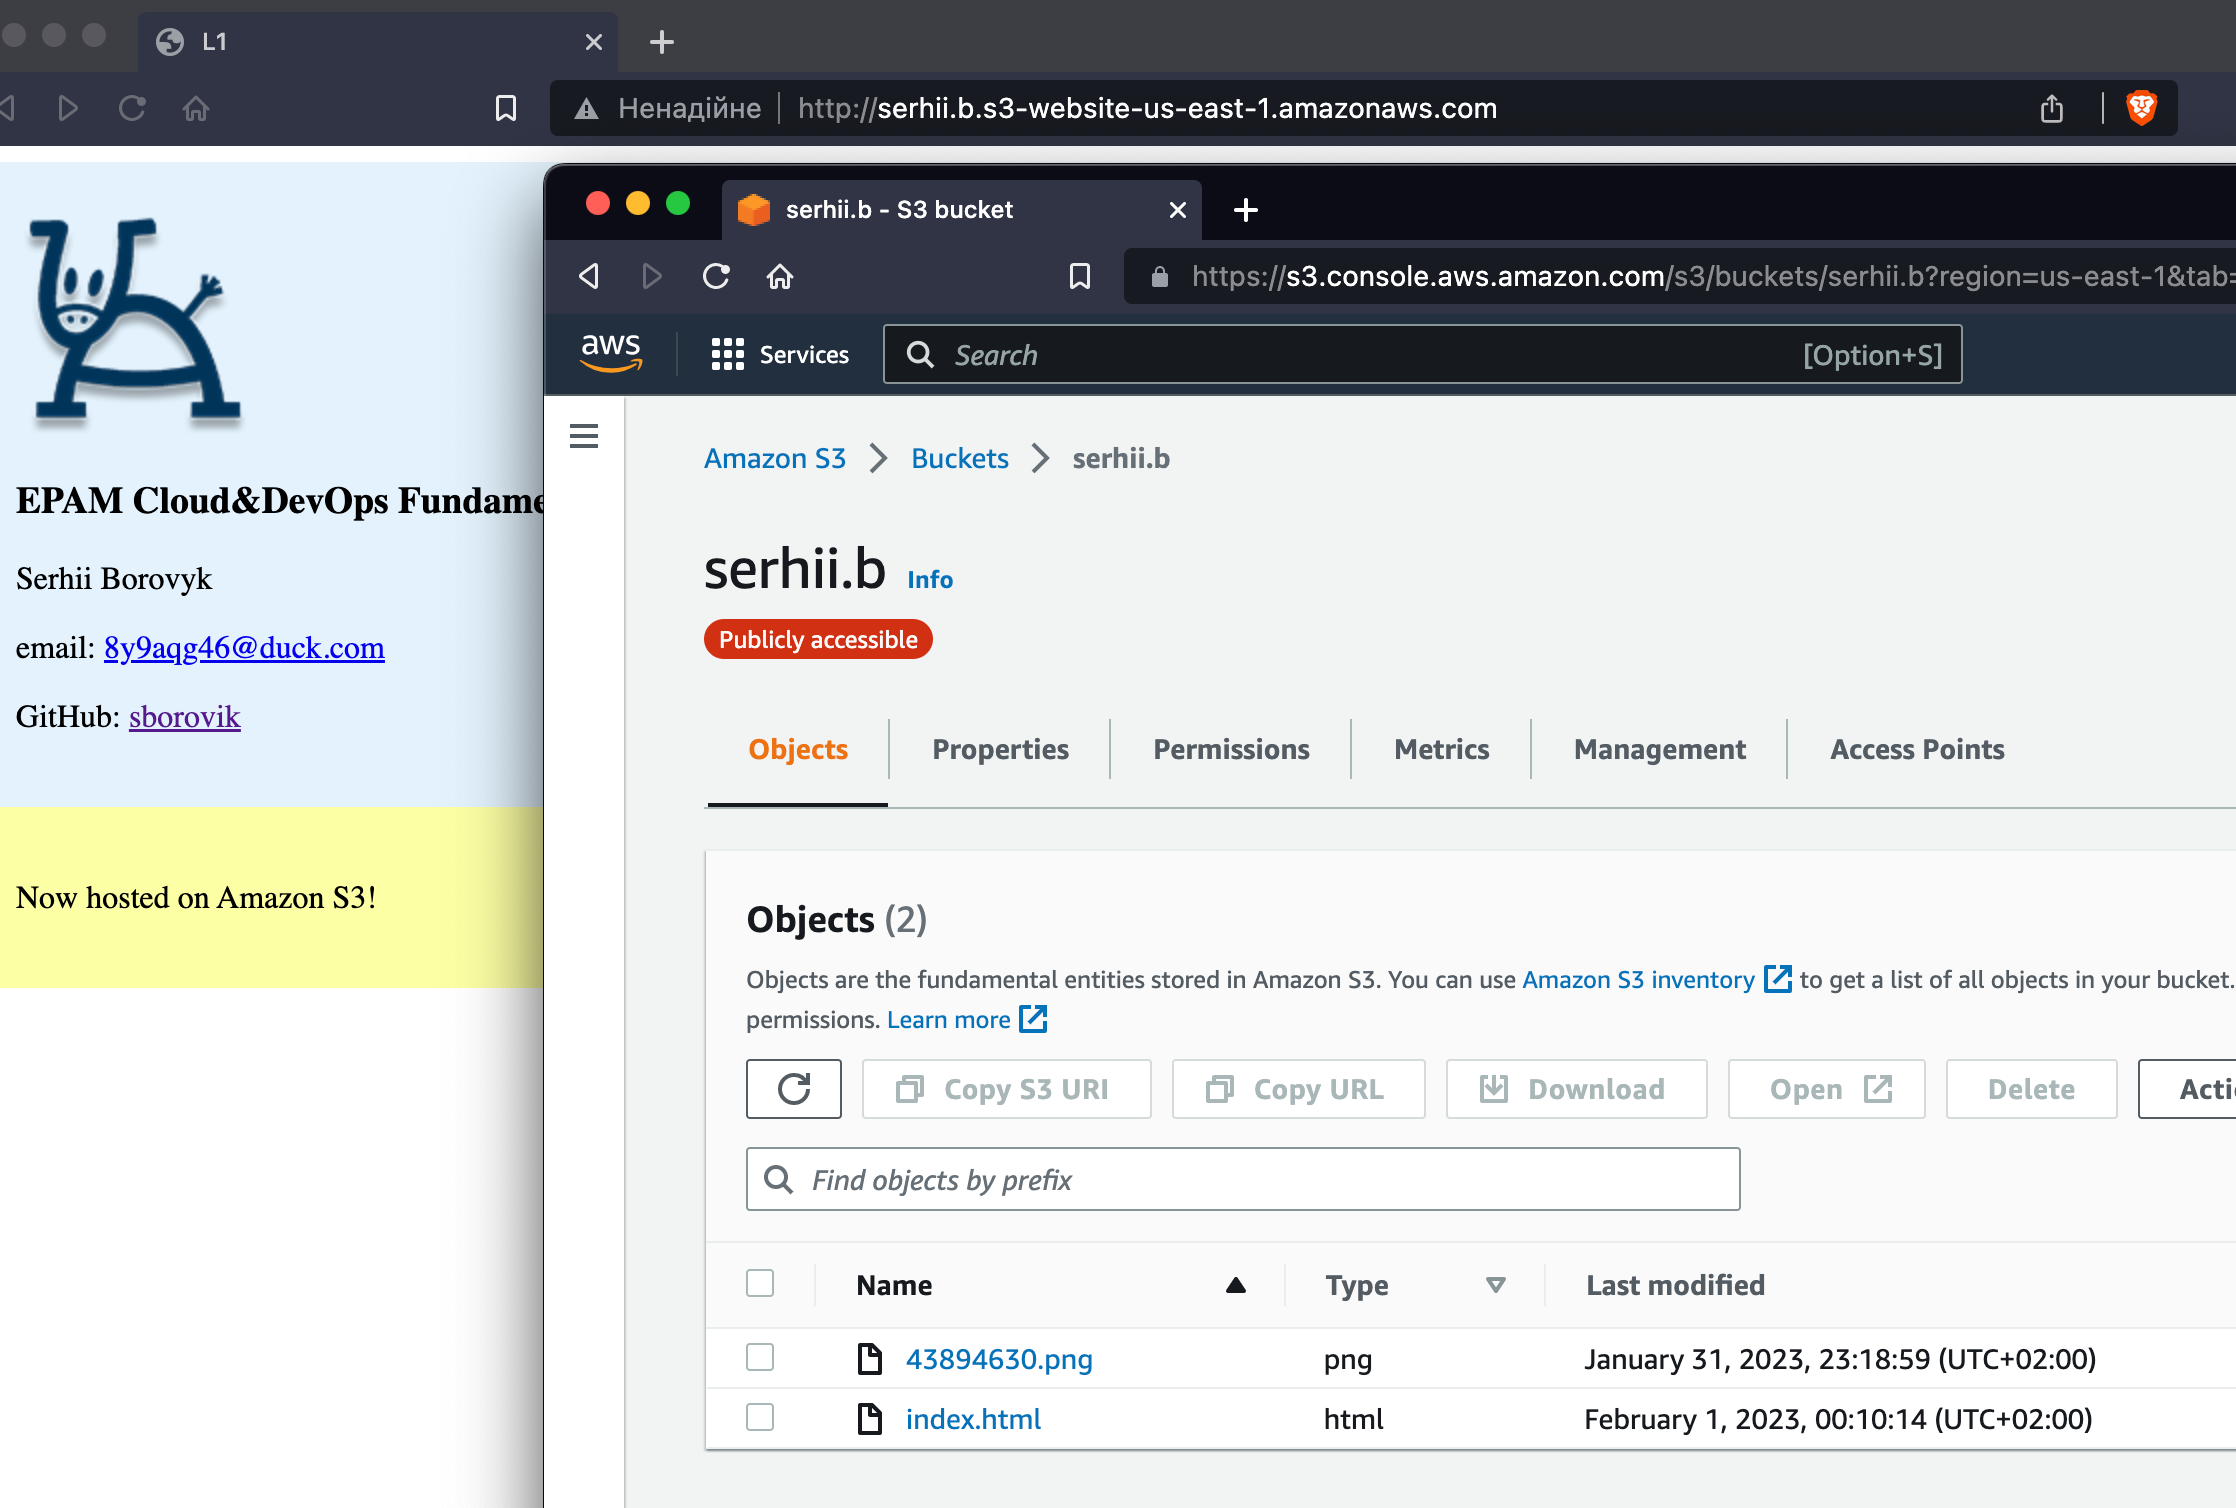 L1
Ненадійне http://serhii.b.s3-website-us-east-1.amazonaws.com
EPAM Cloud&DevOps Fundame
Serhii Borovyk
email: 8y9aqg46@duck.com
GitHub: sborovik
Now hosted on Amazon S3!
serhii.b - S3 bucket
https://s3.console.aws.amazon.com/s3/buckets/serhii.b?region=us-east-1&tab=
aws Services Search [Option+S]
Amazon S3 Buckets serhii.b
serhii.b Info
Publicly accessible
Objects Properties Permissions Metrics Management Access Points
Objects (2)
Objects are the fundamental entities stored in Amazon S3. You can use Amazon S3 inventory to get a list of all objects in your bucket.
permissions. Learn more
Copy S3 URI Copy URL Download Open Delete Acti
Find objects by prefix
Name Type Last modified
43894630.png png January 31, 2023, 23:18:59 (UTC+02:00)
index.html html February 1, 2023, 00:10:14 (UTC+02:00)